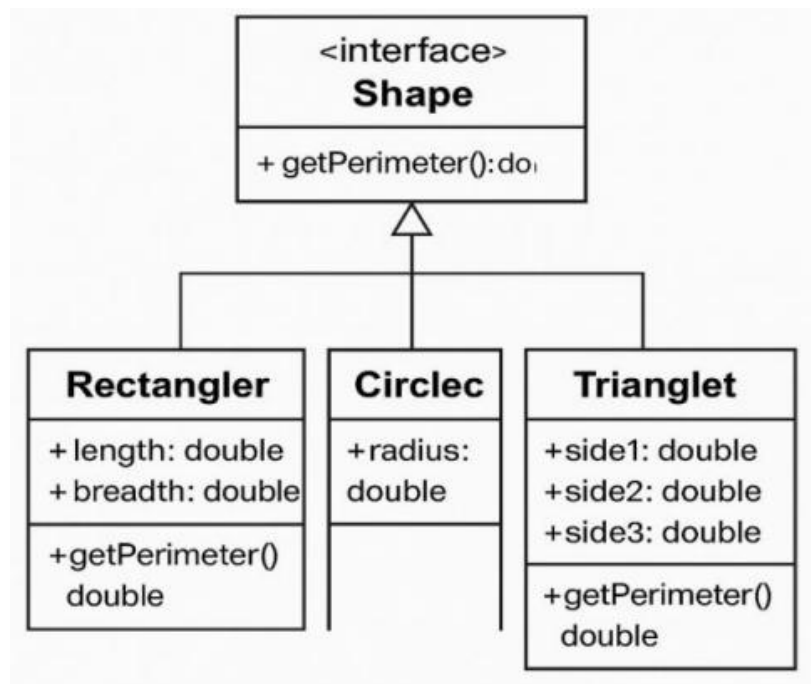 <interface>
Shape
+ getPerimeter():do
Rectangler
+ length: double
+ breadth: double
+getPerimeter()
double
Circlec
+radius:
double
Trianglet
+side1: double
+side2: double
+side3: double
+getPerimeter()
double